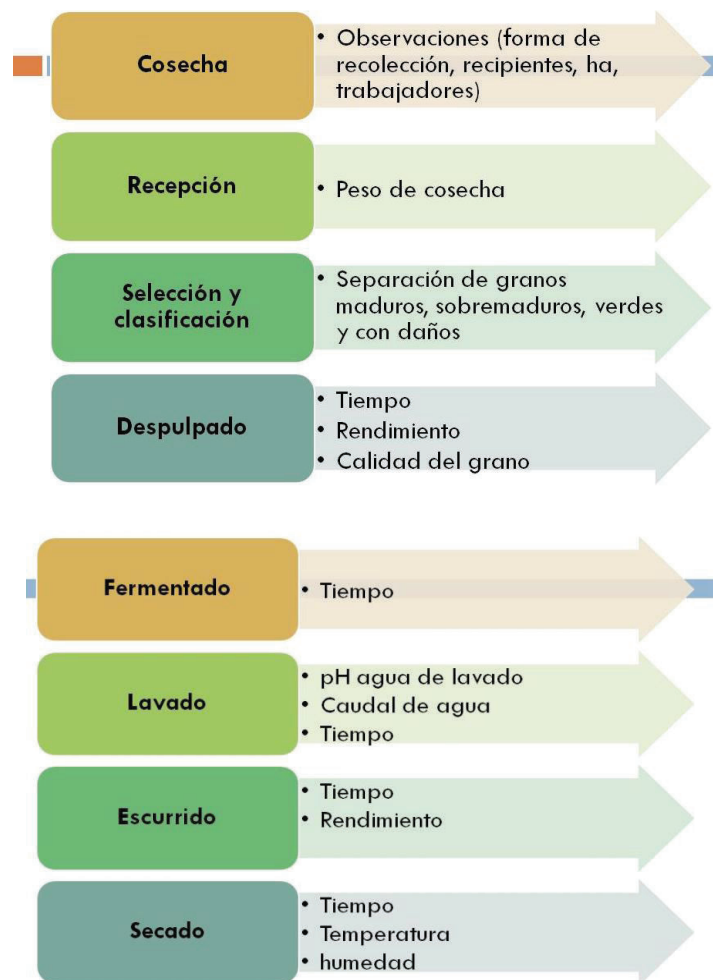 Cosecha
• Observaciones (forma de
recolección, recipientes, ha,
trabajadores)
Recepción
• Peso de cosecha
Selección y
clasificación
• Separación de granos
maduros, sobremaduros, verdes
y con daños
Despulpado
• Tiempo
• Rendimiento
• Calidad del grano
Fermentado
• Tiempo
Lavado
• pH agua de lavado
• Caudal de agua
• Tiempo
Escurrido
• Tiempo
• Rendimiento
Secado
• Tiempo
• Temperatura
• humedad